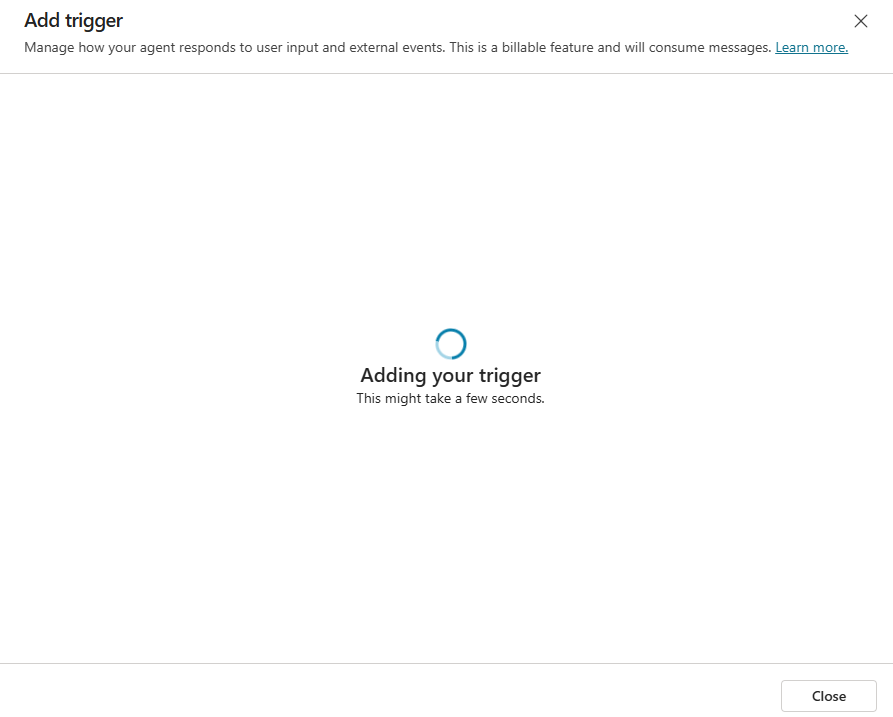 Add trigger
Manage how your agent responds to user input and external events. This is a billable feature and will consume messages. Learn more.
Adding your trigger
This might take a few seconds.
Close